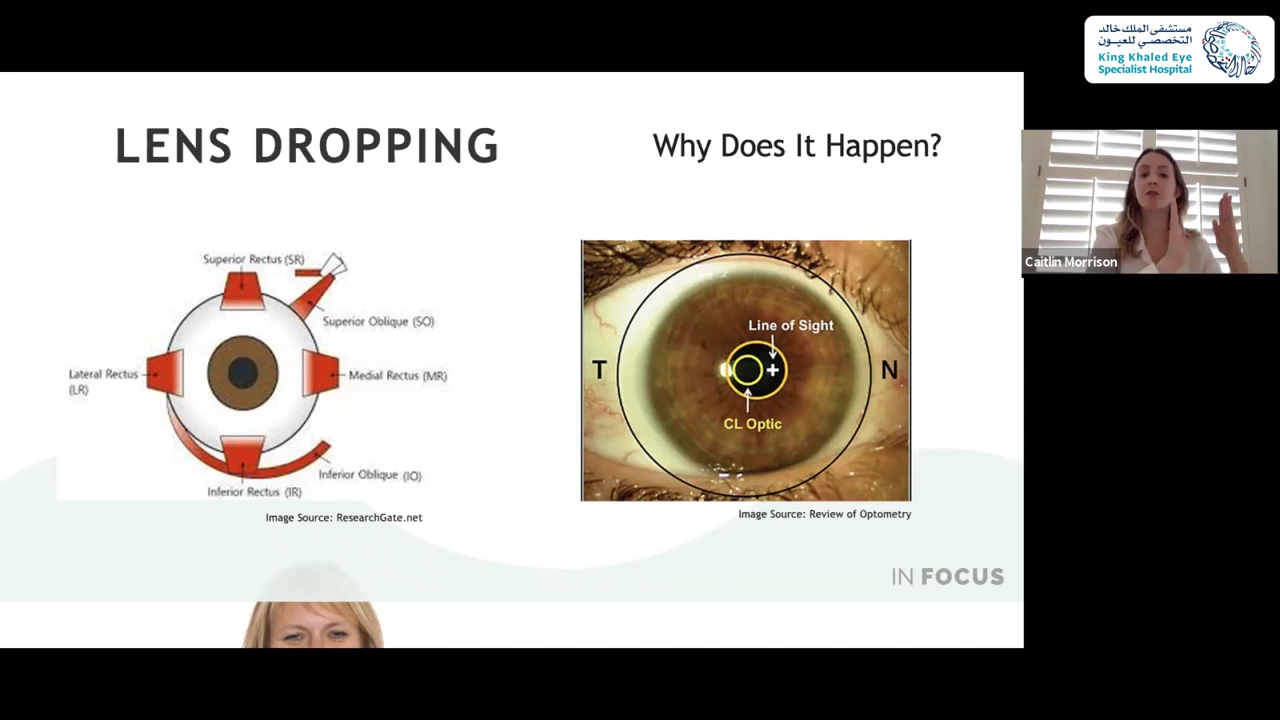 مستشفى الملك خالد
التخصصي للعيون
King Khaled Eye
Specialist Hospital
LENS DROPPING
Why Does It Happen?
Superior Rectus (SR)
Superior Oblique (SO)
Lateral Rectus
(LR)
Medial Rectus (MR)
Inferior Oblique (IO)
Inferior Rectus (IR)
Image Source: ResearchGate.net
Line of Sight
T
N
CL Optic
Image Source: Review of Optometry
IN FOCUS
Caitlin Morrison